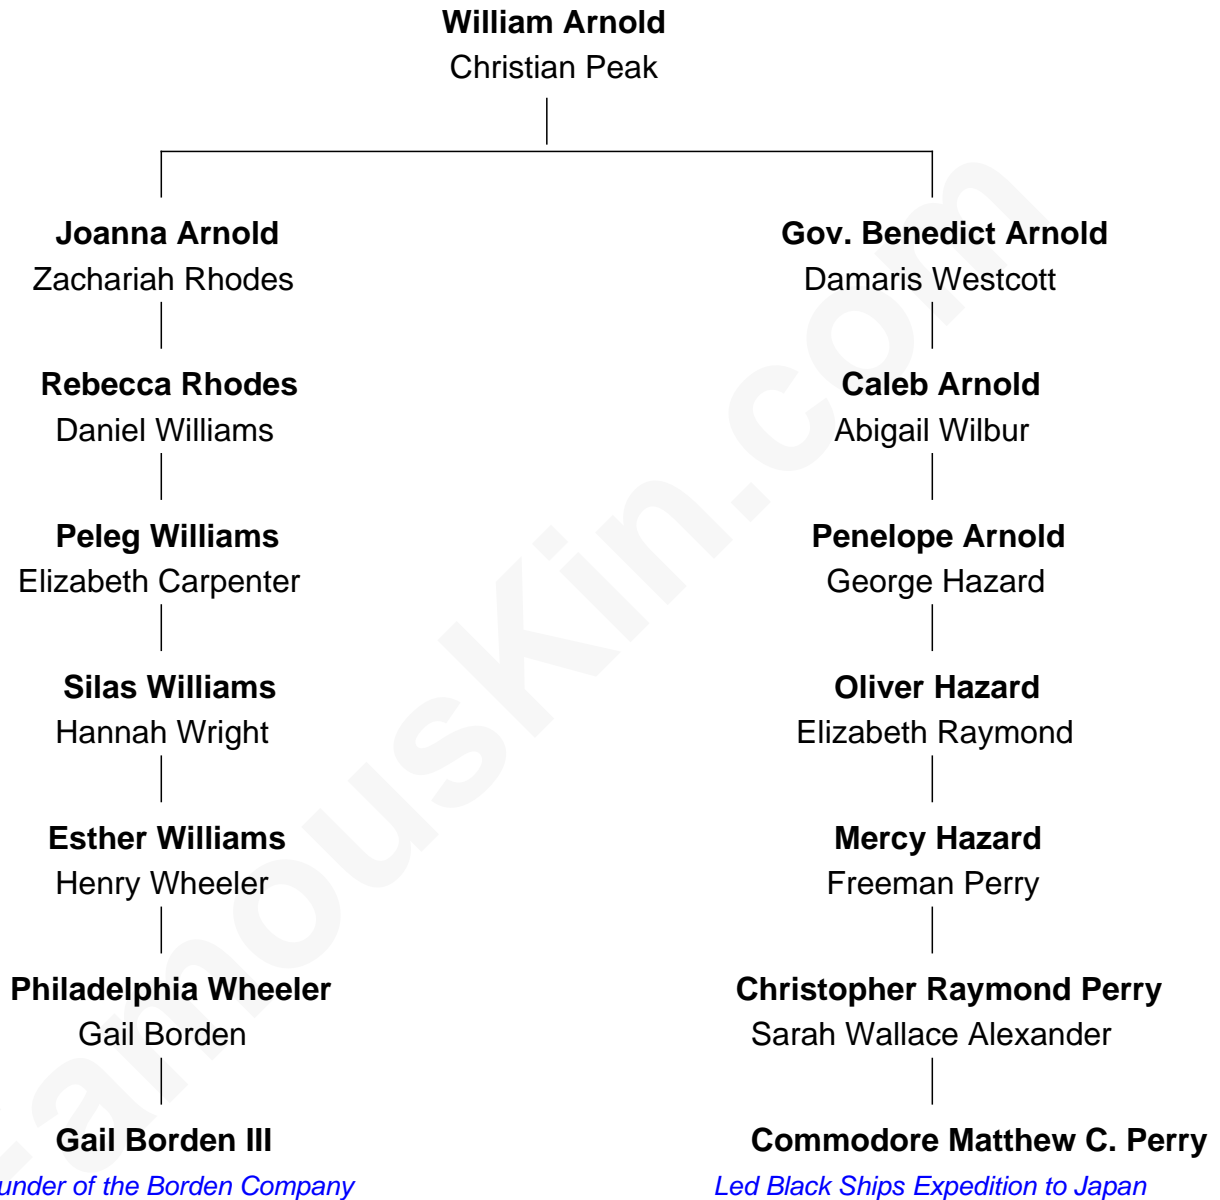 William Arnold
Christian Peak
Joanna Arnold
Zachariah Rhodes
Gov. Benedict Arnold
Damaris Westcott
Rebecca Rhodes
Daniel Williams
Caleb Arnold
Abigail Wilbur
Peleg Williams
Elizabeth Carpenter
Penelope Arnold
George Hazard
Silas Williams
Hannah Wright
Oliver Hazard
Elizabeth Raymond
Esther Williams
Henry Wheeler
Mercy Hazard
Freeman Perry
Philadelphia Wheeler
Gail Borden
Christopher Raymond Perry
Sarah Wallace Alexander
Gail Borden III
under of the Borden Company
Commodore Matthew C. Perry
Led Black Ships Expedition to Japan
FamousKin.com